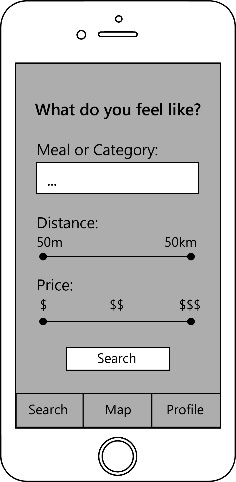 What do you feel like?
Meal or Category:
...
Distance:
50m 50km
Price:
$ $$ $$$
Search
Search Map Profile